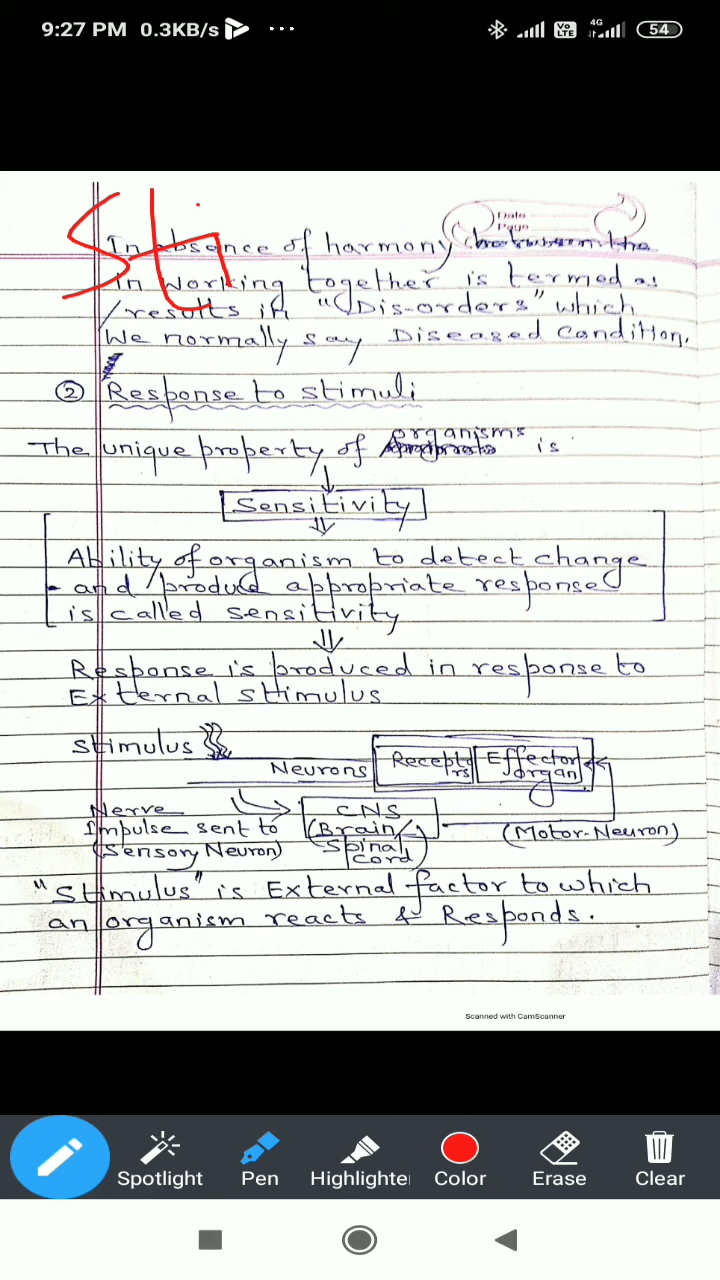 9:27 PM 0.3KB/s ...
Vo LTE 4G 54
Sti
Date
Page
In absence of harmony the
in working together is termed as
/results in "Dis-orders" which
We normally say Diseased Condition.
② Response to stimuli
The unique property of organisms is
Sensitivity
Ability of organism to detect change
- and produce appropriate response
is called sensitivity
Response is produced in response to
External stimulus
stimulus
Neurons Receptors Effector organ
Nerve
Impulse sent to
(Sensory Neuron)
CNS
(Brain/
Spinal
cord)
(Motor-Neuron)
"Stimulus" is External factor to which
an organism reacts & Responds.
Scanned with CamScanner
Spotlight Pen Highlighter Color Erase Clear